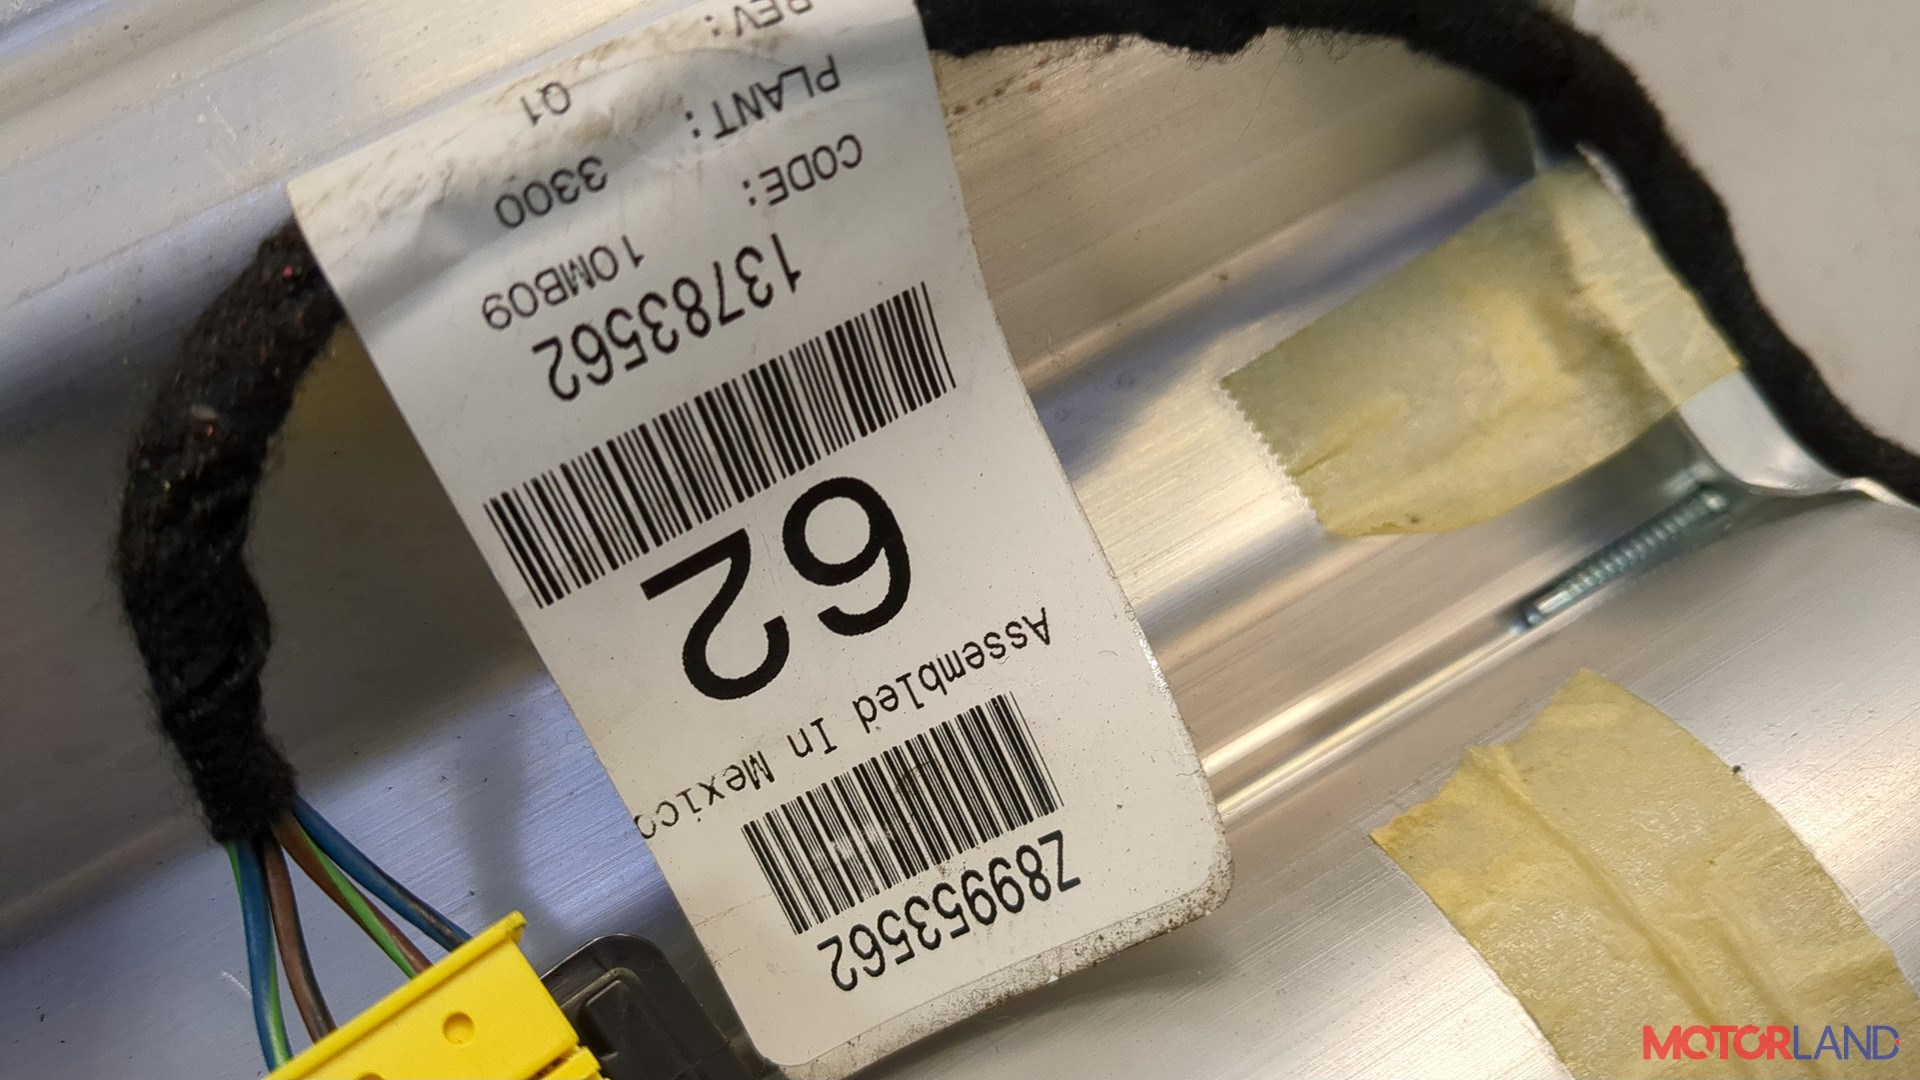 Z89953562
Assembled In Mexico
62
13783562
CODE: 10MB09
PLANT: 3300
REV: Q1
MOTORLAND